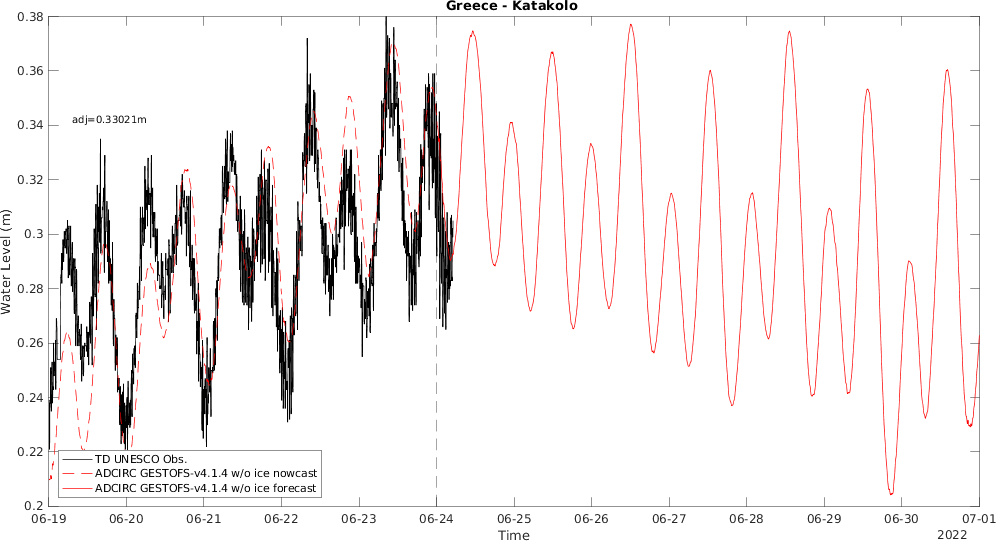 Greece - Katakolo
0.38
0.36
0.34
0.32
0.3
0.28
0.26
0.24
0.22
0.2
Water Level (m)
adj=0.33021m
TD UNESCO Obs.
ADCIRC GESTOFS-v4.1.4 w/o ice nowcast
ADCIRC GESTOFS-v4.1.4 w/o ice forecast
06-19 06-20 06-21 06-22 06-23 06-24 06-25 06-26 06-27 06-28 06-29 06-30 07-01
Time
2022